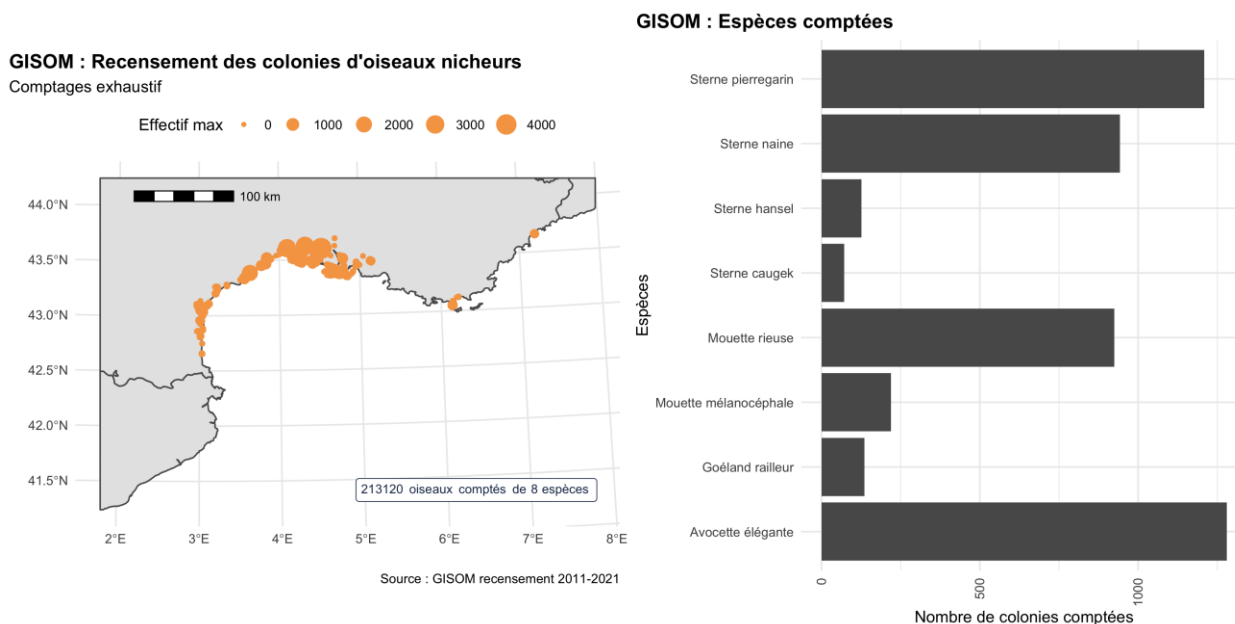 GISOM : Recensement des colonies d'oiseaux nicheurs
Comptages exhaustif
Effectif max 0 1000 2000 3000 4000
100 km
44.0°N
43.5°N
43.0°N
42.5°N
42.0°N
41.5°N
213120 oiseaux comptés de 8 espèces
2°E 3°E 4°E 5°E 6°E 7°E 8°E
Source : GISOM recensement 2011-2021
GISOM : Espèces comptées
Espèces
Sterne pierregarin
Sterne naine
Sterne hansel
Sterne caugek
Mouette rieuse
Mouette mélanocéphale
Goéland railleur
Avocette élégante
0 500 1000
Nombre de colonies comptées